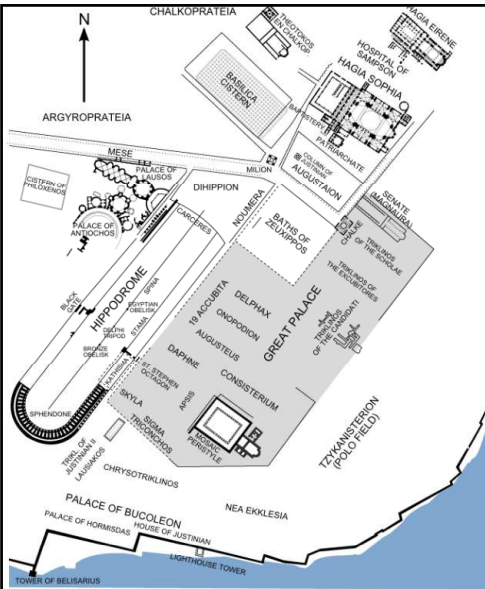 CHALKOPRATEIA
N
THEOTOKOS
EN CHALKOP.
HAGIA EIRENE
HOSPITAL OF
SAMPSON
HAGIA SOPHIA
BASILICA
CISTERN
ARGYROPRATEIA
BAPTISTERY
PATRIARCHATE
MESE
MILION
COLUMN OF
JUSTINIAN
AUGUSTAION
PALACE OF
LAUSOS
CISTERN OF
PHILOXENOS
DIHIPPION
NOUMERA
SENATE
(MAGNAURA)
CHALKE
PALACE OF
ANTIOCHOS
CARCERES
BATHS OF
ZEUXIPPOS
TRIKLINOS
OF THE SCHOLAE
TRIKLINOS OF
THE EXCUBITORES
HIPPODROME
SPINA
BLACK
GATE
EGYPTIAN
OBELISK
STAMA
DELPHI
TRIPOD
BRONZE
OBELISK
KATHISMA
19 ACCUBITA
DELPHAX
ONOPODION
AUGUSTEUS
DAPHNE
GREAT PALACE
TRIKLINOS
OF THE CANDIDATI
CONSISTERIUM
ST. STEPHEN
OCTAGON
SKYLA
APSIS
SIGMA
TRICONCHOS
MOSAIC
PERISTYLE
SPHENDONE
TRIKL. OF
JUSTINIAN II
LAUSIAKOS
CHRYSOTRIKLINOS
TZYKANISTERION
(POLO FIELD)
NEA EKKLESIA
PALACE OF BUCOLEON
PALACE OF HORMISDAS
HOUSE OF JUSTINIAN
LIGHTHOUSE TOWER
TOWER OF BELISARIUS